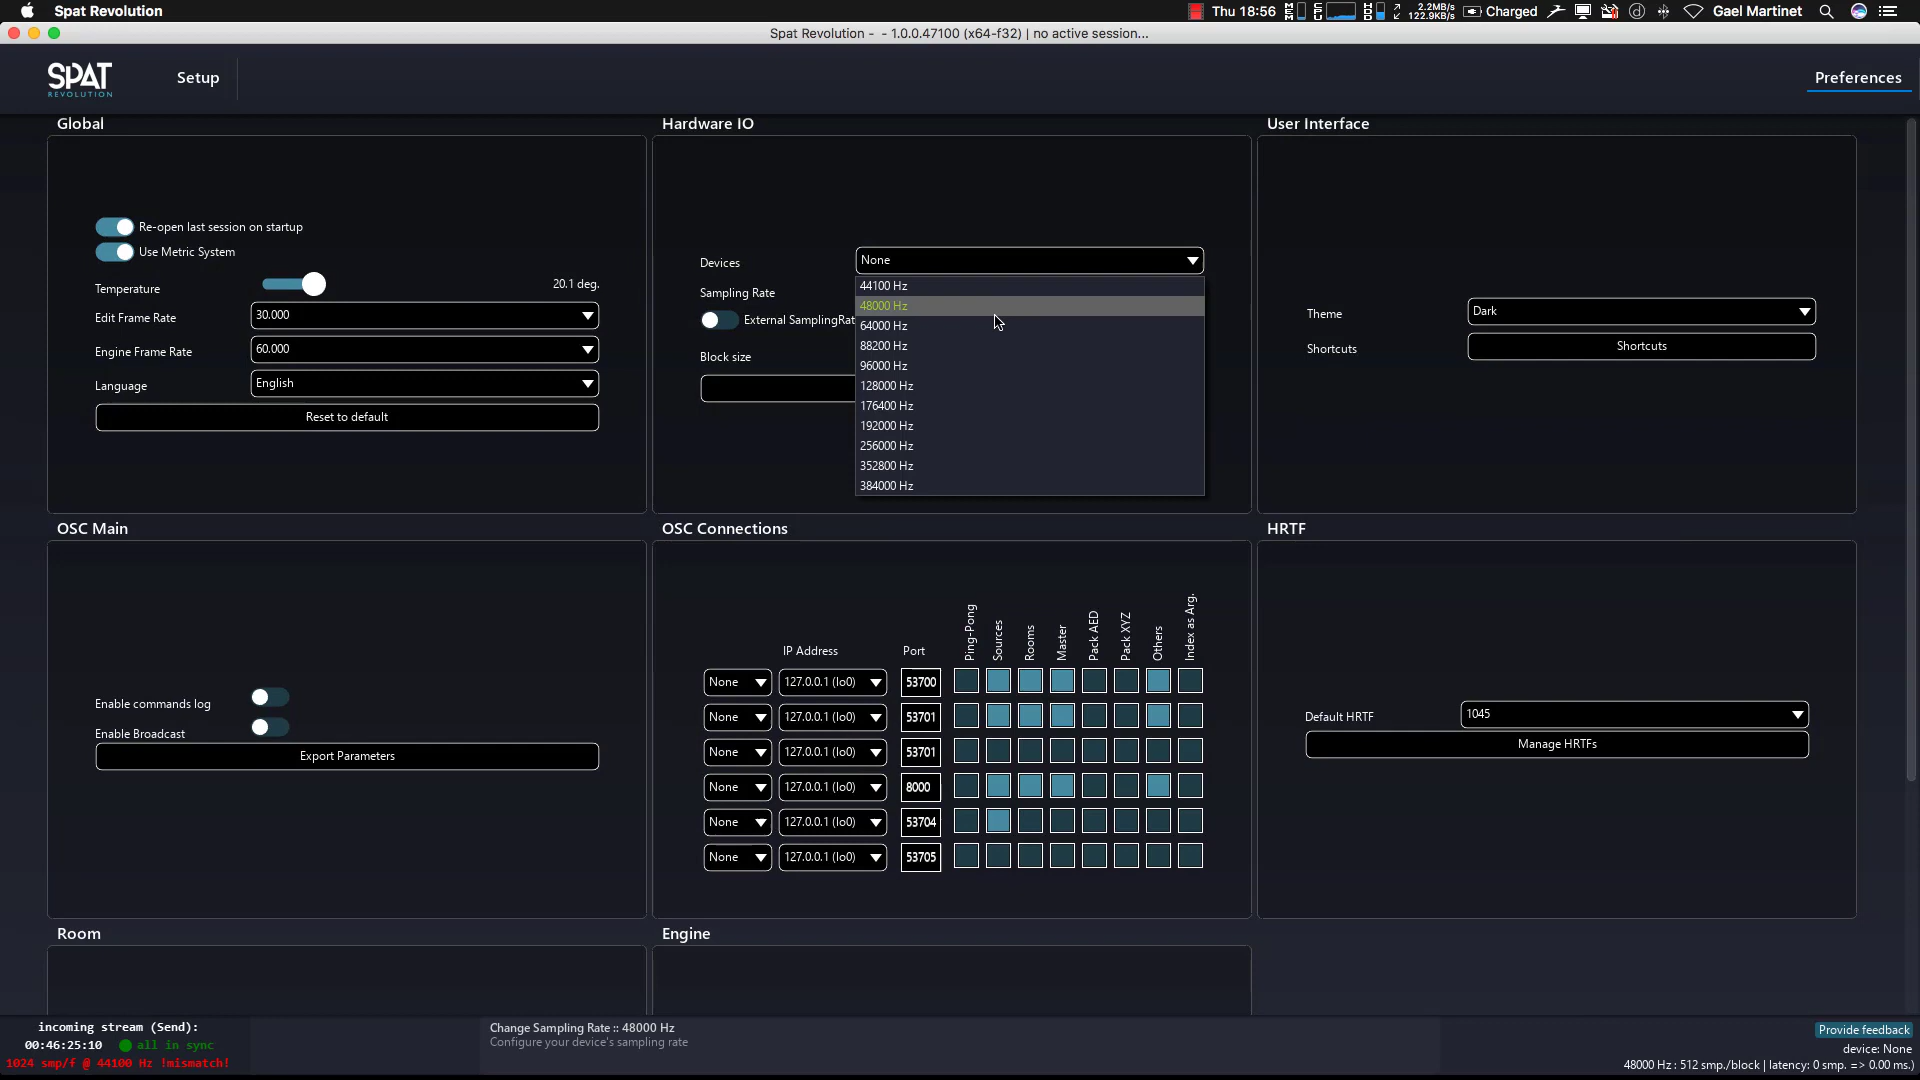 Spat Revolution
Thu 18:56
MEM
CPU
HD
2.2MB/s
122.9KB/s
Charged
Gael Martinet
Spat Revolution - - 1.0.0.47100 (x64-f32) | no active session...
SPAT
REVOLUTION
Setup
Preferences
Global
Re-open last session on startup
Use Metric System
Temperature
20.1 deg.
Edit Frame Rate
30.000
Engine Frame Rate
60.000
Language
English
Reset to default
Hardware IO
Devices
None
Sampling Rate
External SamplingRat
Block size
44100 Hz
48000 Hz
64000 Hz
88200 Hz
96000 Hz
128000 Hz
176400 Hz
192000 Hz
256000 Hz
352800 Hz
384000 Hz
User Interface
Theme
Dark
Shortcuts
Shortcuts
OSC Main
Enable commands log
Enable Broadcast
Export Parameters
OSC Connections
IP Address
Port
Ping-Pong
Sources
Rooms
Master
Pack AED
Pack XYZ
Others
Index as Arg.
None 127.0.0.1 (lo0) 53700
None 127.0.0.1 (lo0) 53701
None 127.0.0.1 (lo0) 53701
None 127.0.0.1 (lo0) 8000
None 127.0.0.1 (lo0) 53704
None 127.0.0.1 (lo0) 53705
HRTF
Default HRTF
1045
Manage HRTFs
Room
Engine
incoming stream (Send):
00:46:25:10 all in sync
1024 smp/f @ 44100 Hz !mismatch!
Change Sampling Rate :: 48000 Hz
Configure your device's sampling rate
Provide feedback
device: None
48000 Hz : 512 smp./block | latency: 0 smp. => 0.00 ms.)